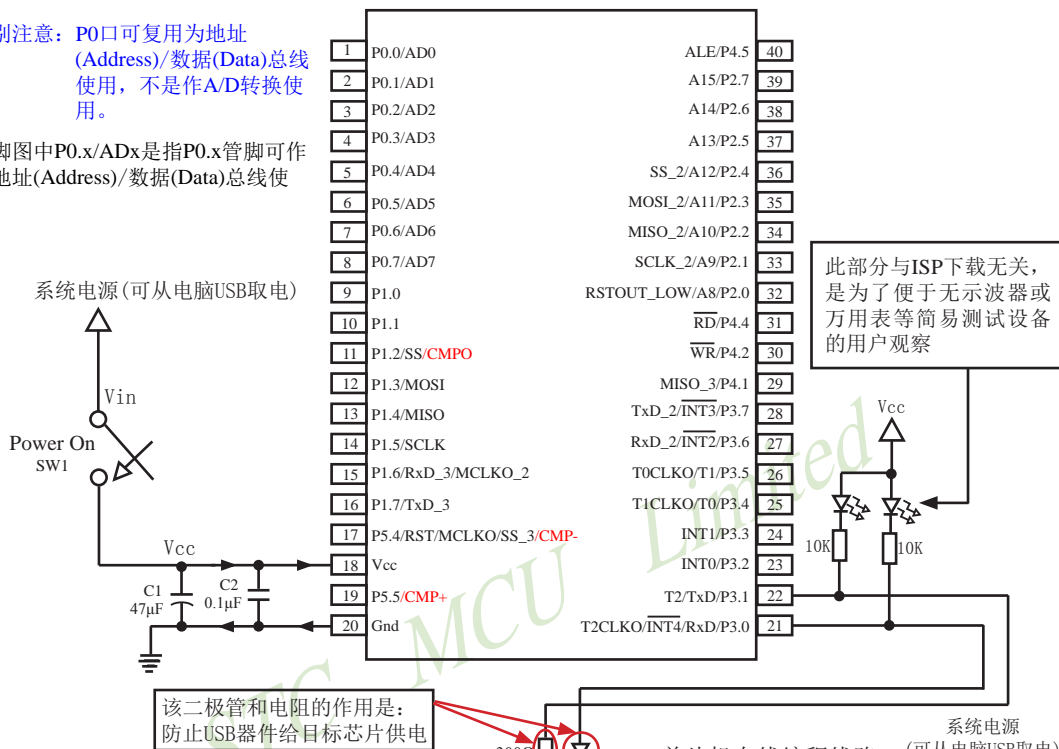 别注意：P0口可复用为地址
(Address)/数据(Data)总线
使用，不是作A/D转换使
用。
脚图中P0.x/ADx是指P0.x管脚可作
地址(Address)/数据(Data)总线使
系统电源(可从电脑USB取电)
Vin
Power On
SW1
Vcc
C1
47μF
C2
0.1μF
1 P0.0/AD0
2 P0.1/AD1
3 P0.2/AD2
4 P0.3/AD3
5 P0.4/AD4
6 P0.5/AD5
7 P0.6/AD6
8 P0.7/AD7
9 P1.0
10 P1.1
11 P1.2/SS/CMPO
12 P1.3/MOSI
13 P1.4/MISO
14 P1.5/SCLK
15 P1.6/RxD_3/MCLKO_2
16 P1.7/TxD_3
17 P5.4/RST/MCLKO/SS_3/CMP-
18 Vcc
19 P5.5/CMP+
20 Gnd
ALE/P4.5 40
A15/P2.7 39
A14/P2.6 38
A13/P2.5 37
SS_2/A12/P2.4 36
MOSI_2/A11/P2.3 35
MISO_2/A10/P2.2 34
SCLK_2/A9/P2.1 33
RSTOUT_LOW/A8/P2.0 32
RD/P4.4 31
WR/P4.2 30
MISO_3/P4.1 29
TxD_2/INT3/P3.7 28
RxD_2/INT2/P3.6 27
T0CLKO/T1/P3.5 26
T1CLKO/T0/P3.4 25
INT1/P3.3 24
INT0/P3.2 23
T2/TxD/P3.1 22
T2CLKO/INT4/RxD/P3.0 21
此部分与ISP下载无关，
是为了便于无示波器或
万用表等简易测试设备
的用户观察
Vcc
10K
10K
STC MCU Limited
该二极管和电阻的作用是：
防止USB器件给目标芯片供电
系统电源
(可从电脑USB取电)